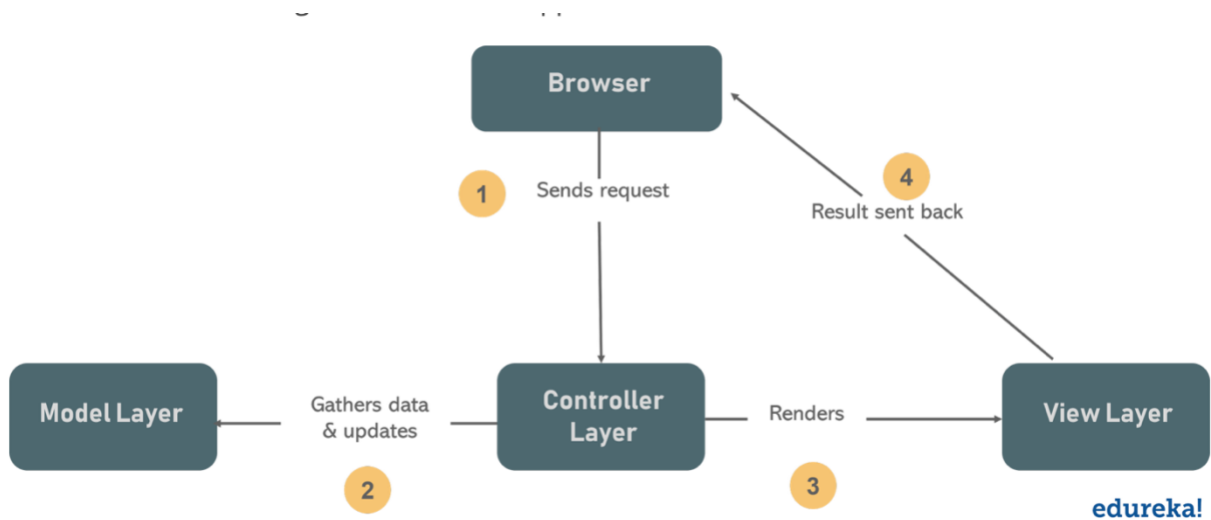 Browser
1
Sends request
4
Result sent back
Model Layer
Gathers data
& updates
2
Controller
Layer
Renders
3
View Layer
edureka!